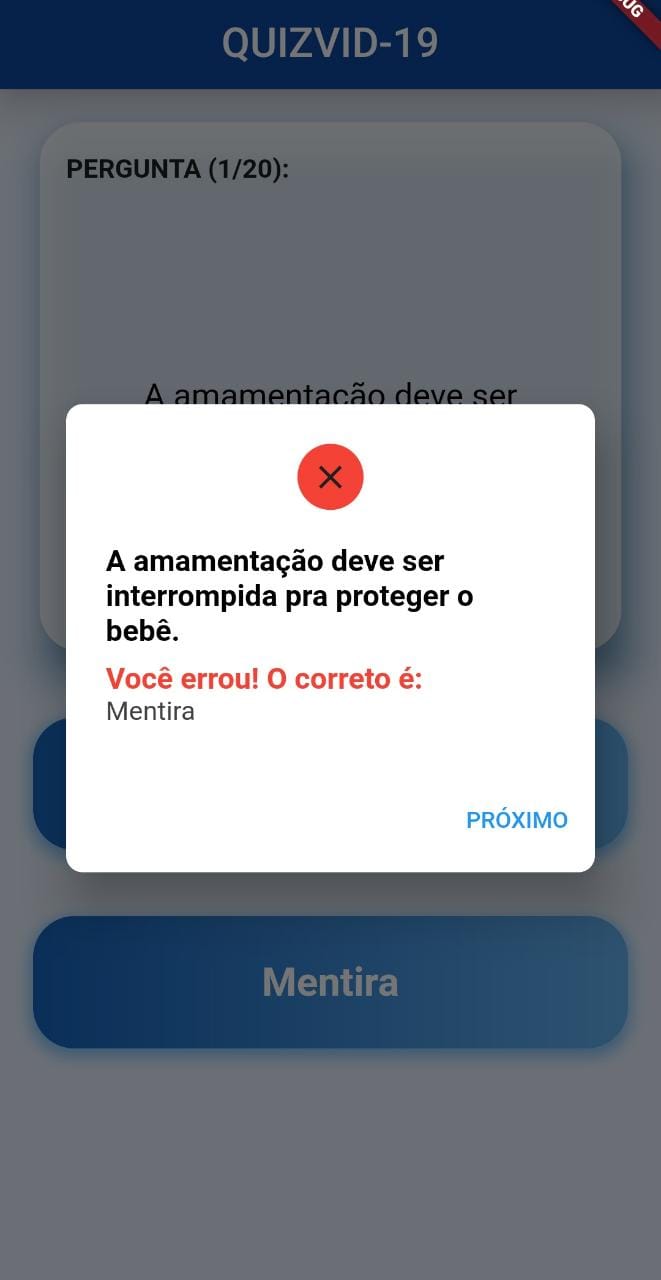 QUIZVID-19
PERGUNTA (1/20):
A amamentação deve ser
A amamentação deve ser
interrompida pra proteger o
bebê.
Você errou! O correto é:
Mentira
PRÓXIMO
Mentira